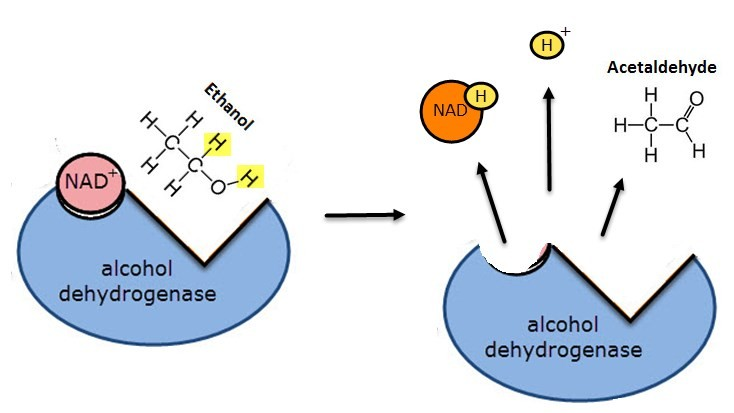 Ethanol
H
H
H
C
H
C
H
H
O
H
NAD+
alcohol
dehydrogenase
H+
NAD H
Acetaldehyde
H
O
H C C
H
H
alcohol
dehydrogenase